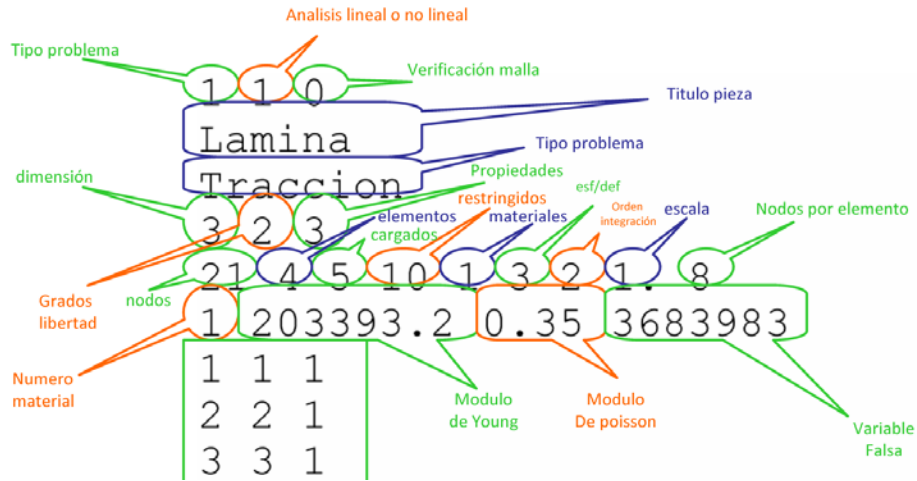 Analisis lineal o no lineal
Tipo problema
Verificación malla
1 1 0
Titulo pieza
Lamina
Tipo problema
Traccion
dimensión
Propiedades
3 2 3
elementos
cargados
restringidos
materiales
esf/def
Orden
integración
escala
Nodos por elemento
21 4 5 10 1 3 2 1. 8
Grados
libertad
nodos
1 203393.2 0.35 3683983
Numero
material
1 1 1
2 2 1
3 3 1
Modulo
de Young
Modulo
De poisson
Variable
Falsa